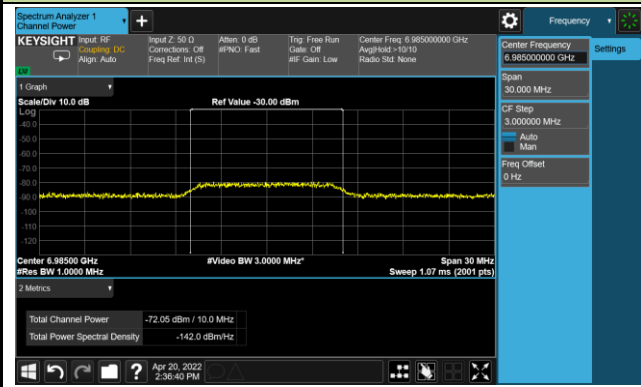 Spectrum Analyzer 1
Channel Power
Frequency
KEYSIGHT
Input: RF
Coupling: DC
Align: Auto
Input Z: 50 Ω
Corrections: Off
Freq Ref: Int (S)
Atten: 0 dB
#PNO: Fast
Trig: Free Run
Gate: Off
#IF Gain: Low
Center Freq: 6.985000000 GHz
Avg|Hold:>10/10
Radio Std: None
Center Frequency
6.985000000 GHz
Settings
Span
30.000 MHz
CF Step
3.000000 MHz
Auto
Man
Freq Offset
0 Hz
1 Graph
Scale/Div 10.0 dB
Ref Value -30.00 dBm
Log
-40.0
-50.0
-60.0
-70.0
-80.0
-90.0
-100
-110
-120
Center 6.98500 GHz
#Video BW 3.0000 MHz*
Span 30 MHz
#Res BW 1.0000 MHz
Sweep 1.07 ms (2001 pts)
2 Metrics
Total Channel Power
-72.05 dBm / 10.0 MHz
Total Power Spectral Density
-142.0 dBm/Hz
?
Apr 20, 2022
2:36:40 PM